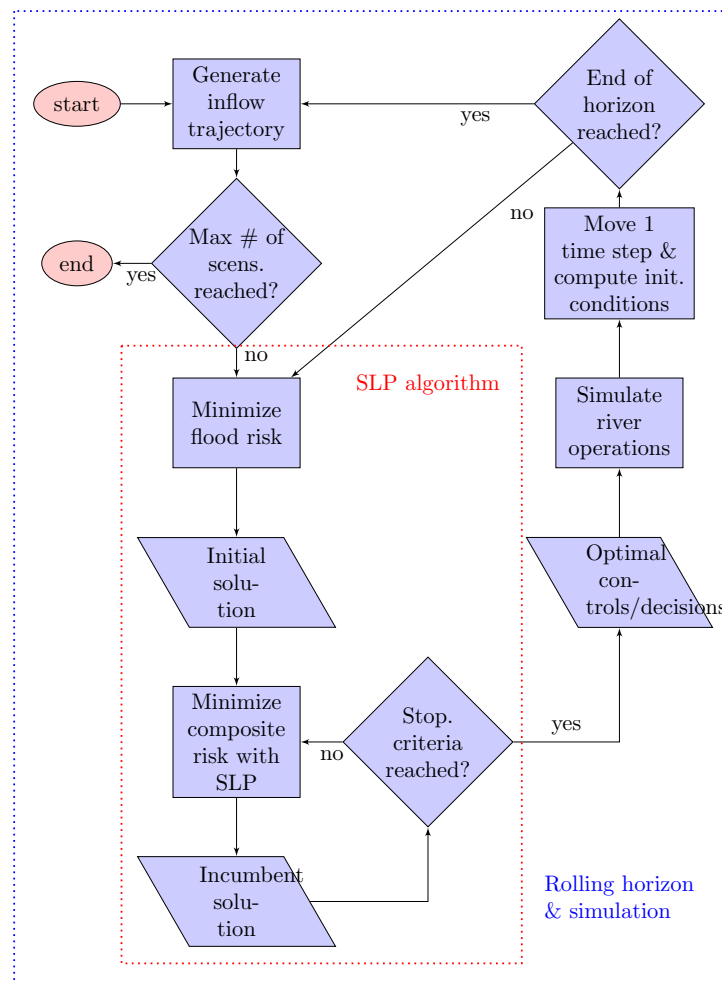 start
Generate
inflow
trajectory
yes
End of
horizon
reached?
no
end
yes
Max # of
scens.
reached?
no
Move 1
time step &
compute init.
conditions
SLP algorithm
Minimize
flood risk
Simulate
river
operations
Initial
solu-
tion
Optimal
con-
trols/decisions
Minimize
composite
risk with
SLP
no
Stop.
criteria
reached?
yes
Incumbent
solu-
tion
Rolling horizon
& simulation